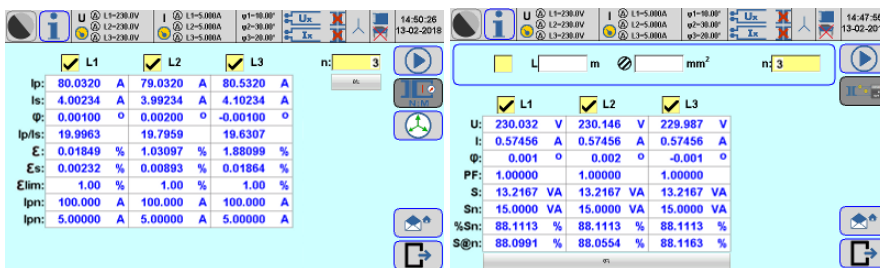 U L1=230.0V I L1=5.000A φ1=10.00° Ux 14:50:26
L2=230.0V L2=5.000A φ2=30.00° Ix 13-02-2018
L3=230.0V L3=5.000A φ3=20.00°
L1 L2 L3 n: 3
Ip: 80.0320 A 79.0320 A 80.5320 A
Is: 4.00234 A 3.99234 A 4.10234 A
φ: 0.00100 o 0.00200 o -0.00100 o
Ip/Is: 19.9963 19.7959 19.6307
Ɛ: 0.01849 % 1.03097 % 1.88099 %
Ɛs: 0.00232 % 0.00893 % 0.01864 %
Ɛlim: 1.00 % 1.00 % 1.00 %
Ipn: 100.000 A 100.000 A 100.000 A
Ipn: 5.00000 A 5.00000 A 5.00000 A
N:M
U L1=230.0V I L1=5.000A φ1=10.00° Ux 14:47:56
L2=230.0V L2=5.000A φ2=30.00° Ix 13-02-201
L3=230.0V L3=5.000A φ3=20.00°
L m mm² n: 3
L1 L2 L3
U: 230.032 V 230.146 V 229.987 V
I: 0.57456 A 0.57456 A 0.57456 A
φ: 0.001 o 0.002 o -0.001 o
PF: 1.00000 1.00000 1.00000
S: 13.2167 VA 13.2167 VA 13.2167 VA
Sn: 15.0000 VA 15.0000 VA 15.0000 VA
%Sn: 88.1113 % 88.1113 % 88.1113 %
S@n: 88.0991 % 88.0554 % 88.1163 %